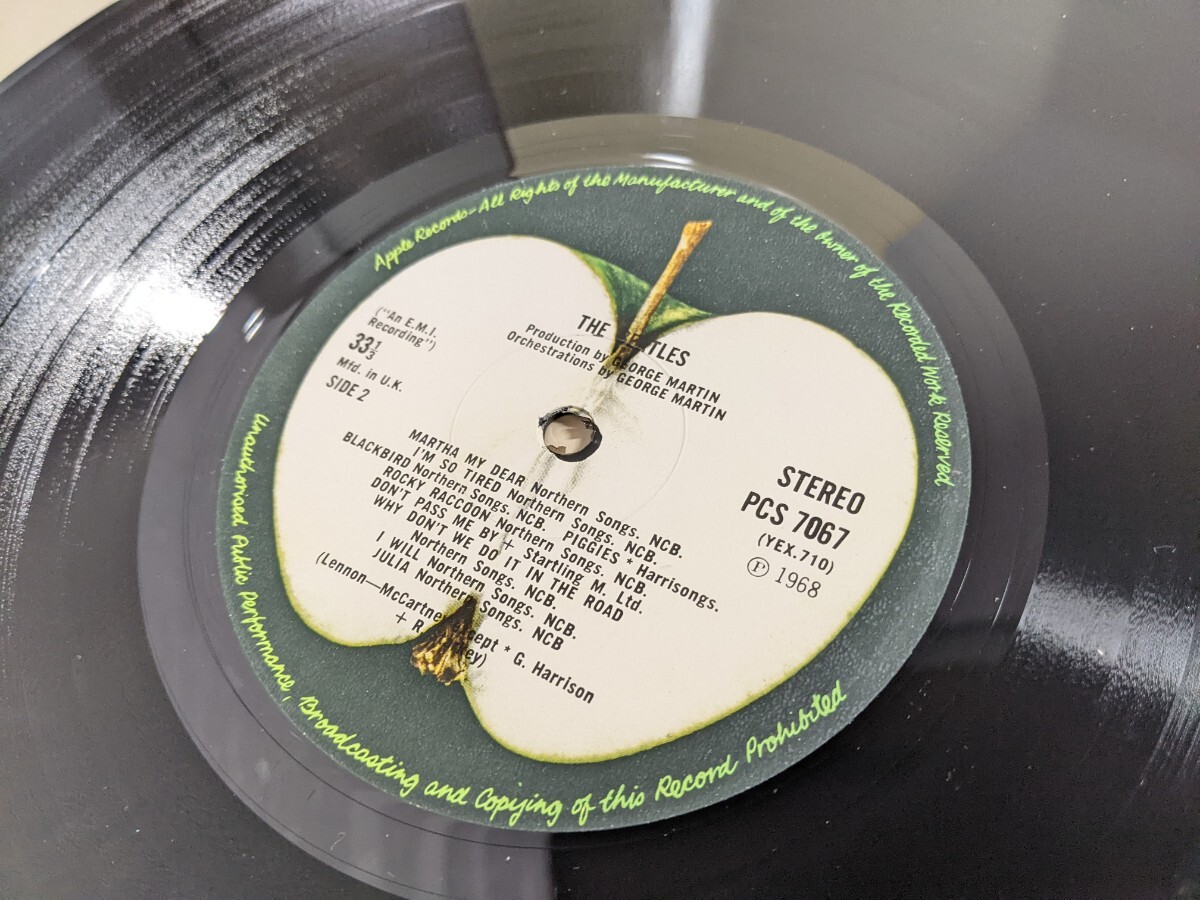 Apple Records-All Rights of the Manufacturer and of the Owner of the Recorded Work Reserved
("An E.M.I.
Recording")
33⅓
Mfd. in U.K.
SIDE 2
THE
Production by GEORGE MARTIN
Orchestrations by GEORGE MARTIN
STEREO
PCS 7067
(YEX.710)
Ⓟ 1968
MARTHA MY DEAR Northern Songs. NCB.
I'M SO TIRED Northern Songs. NCB.
BLACKBIRD Northern Songs. NCB. PIGGIES * Harrisongs.
ROCKY RACCOON Northern Songs. NCB.
DON'T PASS ME BY + Startling M. Ltd.
WHY DON'T WE DO IT IN THE ROAD
Northern Songs. NCB.
I WILL Northern Songs. NCB.
JULIA Northern Songs. NCB
(Lennon—McCartney except * G. Harrison
+
Unauthorised Public Performance, Broadcasting and Copying of this Record Prohibited